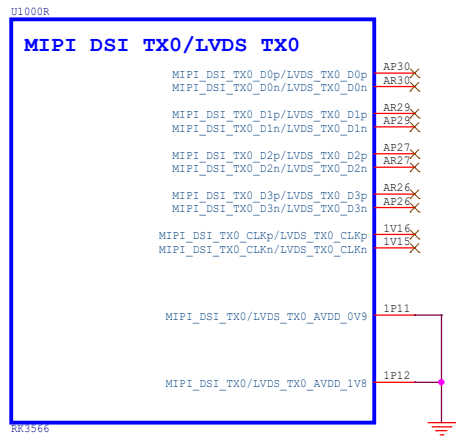 U1000R
MIPI DSI TX0/LVDS TX0
MIPI_DSI_TX0_D0p/LVDS_TX0_D0p AP30
MIPI_DSI_TX0_D0n/LVDS_TX0_D0n AR30
MIPI_DSI_TX0_D1p/LVDS_TX0_D1p AR29
MIPI_DSI_TX0_D1n/LVDS_TX0_D1n AP29
MIPI_DSI_TX0_D2p/LVDS_TX0_D2p AP27
MIPI_DSI_TX0_D2n/LVDS_TX0_D2n AR27
MIPI_DSI_TX0_D3p/LVDS_TX0_D3p AR26
MIPI_DSI_TX0_D3n/LVDS_TX0_D3n AP26
MIPI_DSI_TX0_CLKp/LVDS_TX0_CLKp 1V16
MIPI_DSI_TX0_CLKn/LVDS_TX0_CLKn 1V15
MIPI_DSI_TX0/LVDS_TX0_AVDD_0V9 1P11
MIPI_DSI_TX0/LVDS_TX0_AVDD_1V8 1P12
RK3566